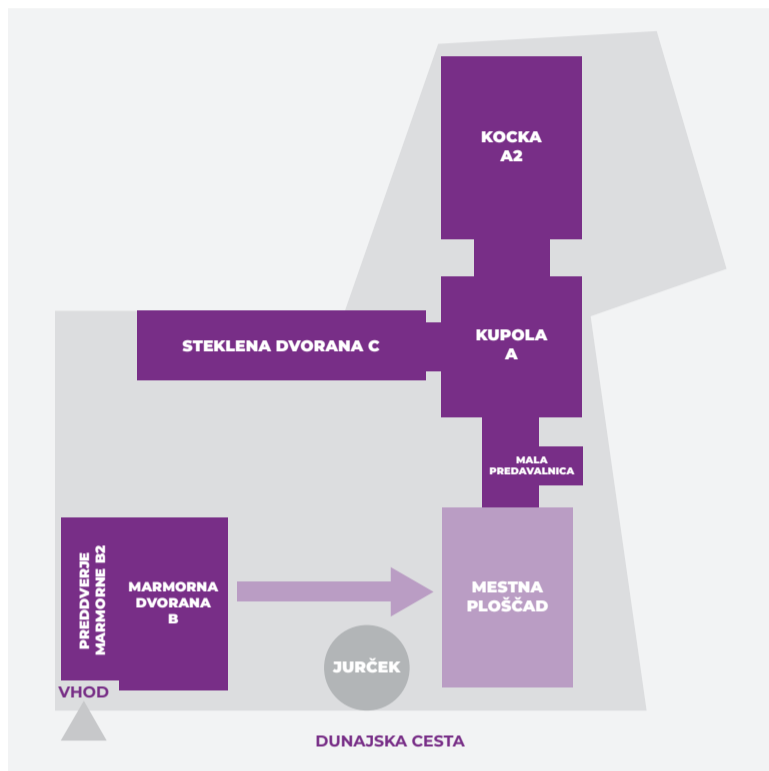 KOCKA
A2
STEKLENA DVORANA C
KUPOLA
A
MALA
PREDAVALNICA
PREDDVERJE
MARMORNE B2
MARMORNA
DVORANA
B
MESTNA
PLOŠČAD
JURČEK
VHOD
DUNAJSKA CESTA